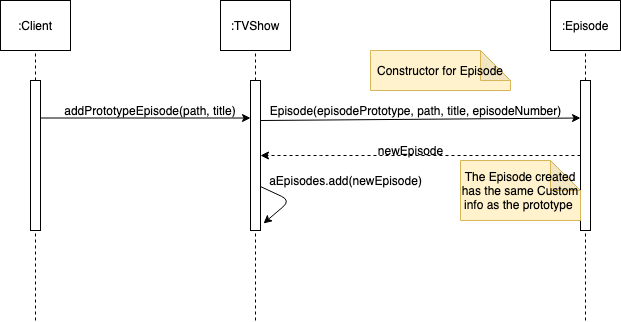 :Client
:TVShow
:Episode
Constructor for Episode
addPrototypeEpisode(path, title)
Episode(episodePrototype, path, title, episodeNumber)
newEpisode
aEpisodes.add(newEpisode)
The Episode created
has the same Custom
info as the prototype